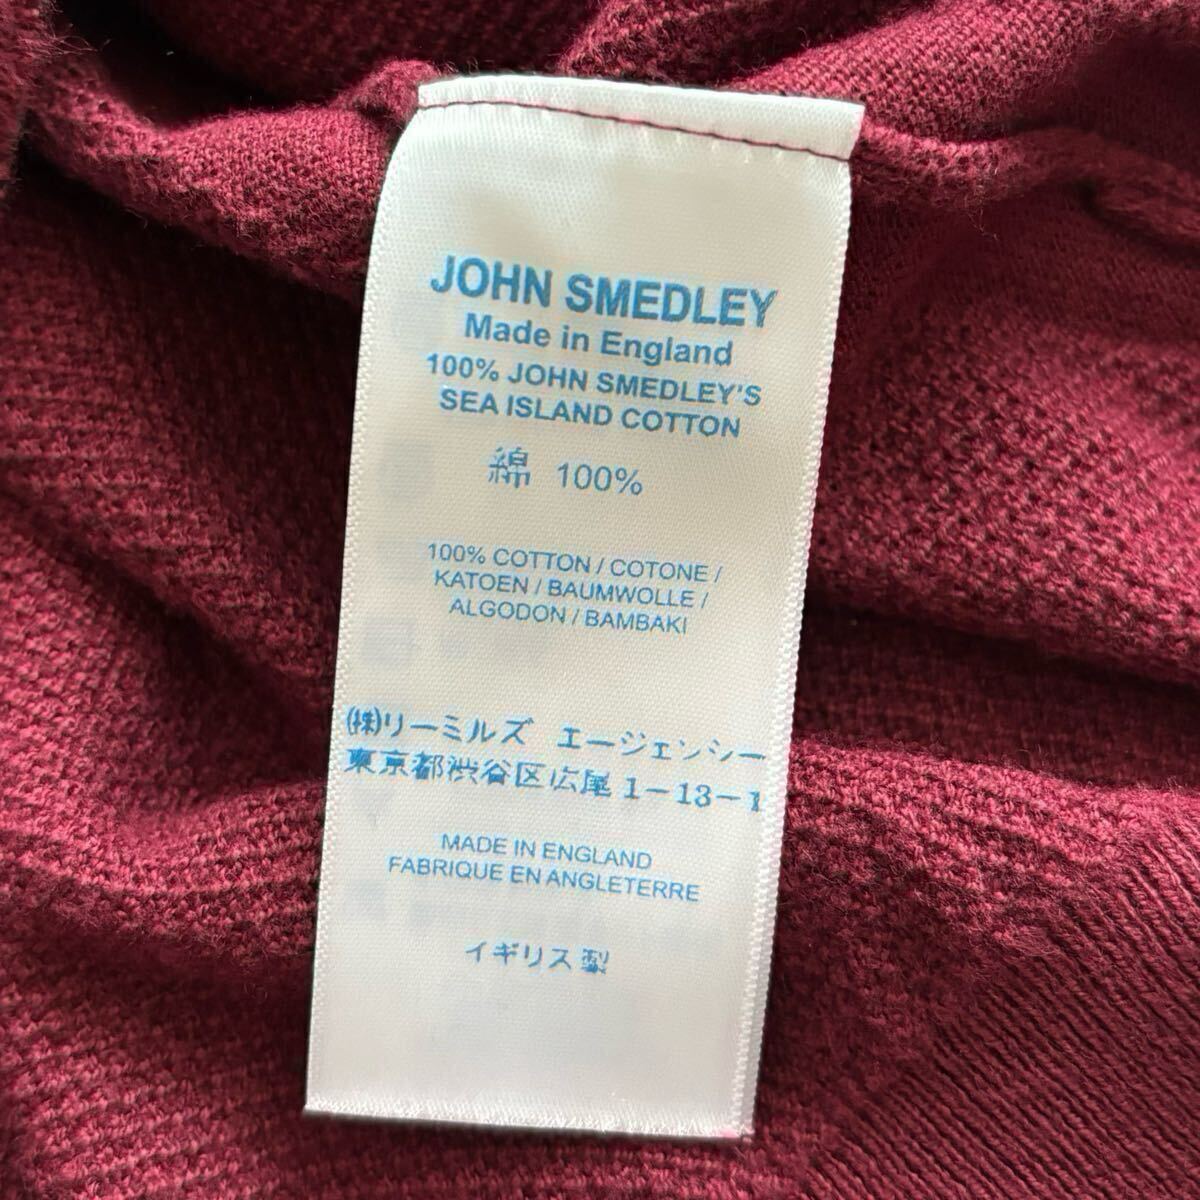 JOHN SMEDLEY
Made in England
100% JOHN SMEDLEY'S
SEA ISLAND COTTON
綿 100%
100% COTTON / COTONE /
KATOEN / BAUMWOLLE /
ALGODON / BAMBAKI
㈱リーミルズ エージェンシー
東京都渋谷区広尾1-13-1
MADE IN ENGLAND
FABRIQUE EN ANGLETERRE
イギリス製